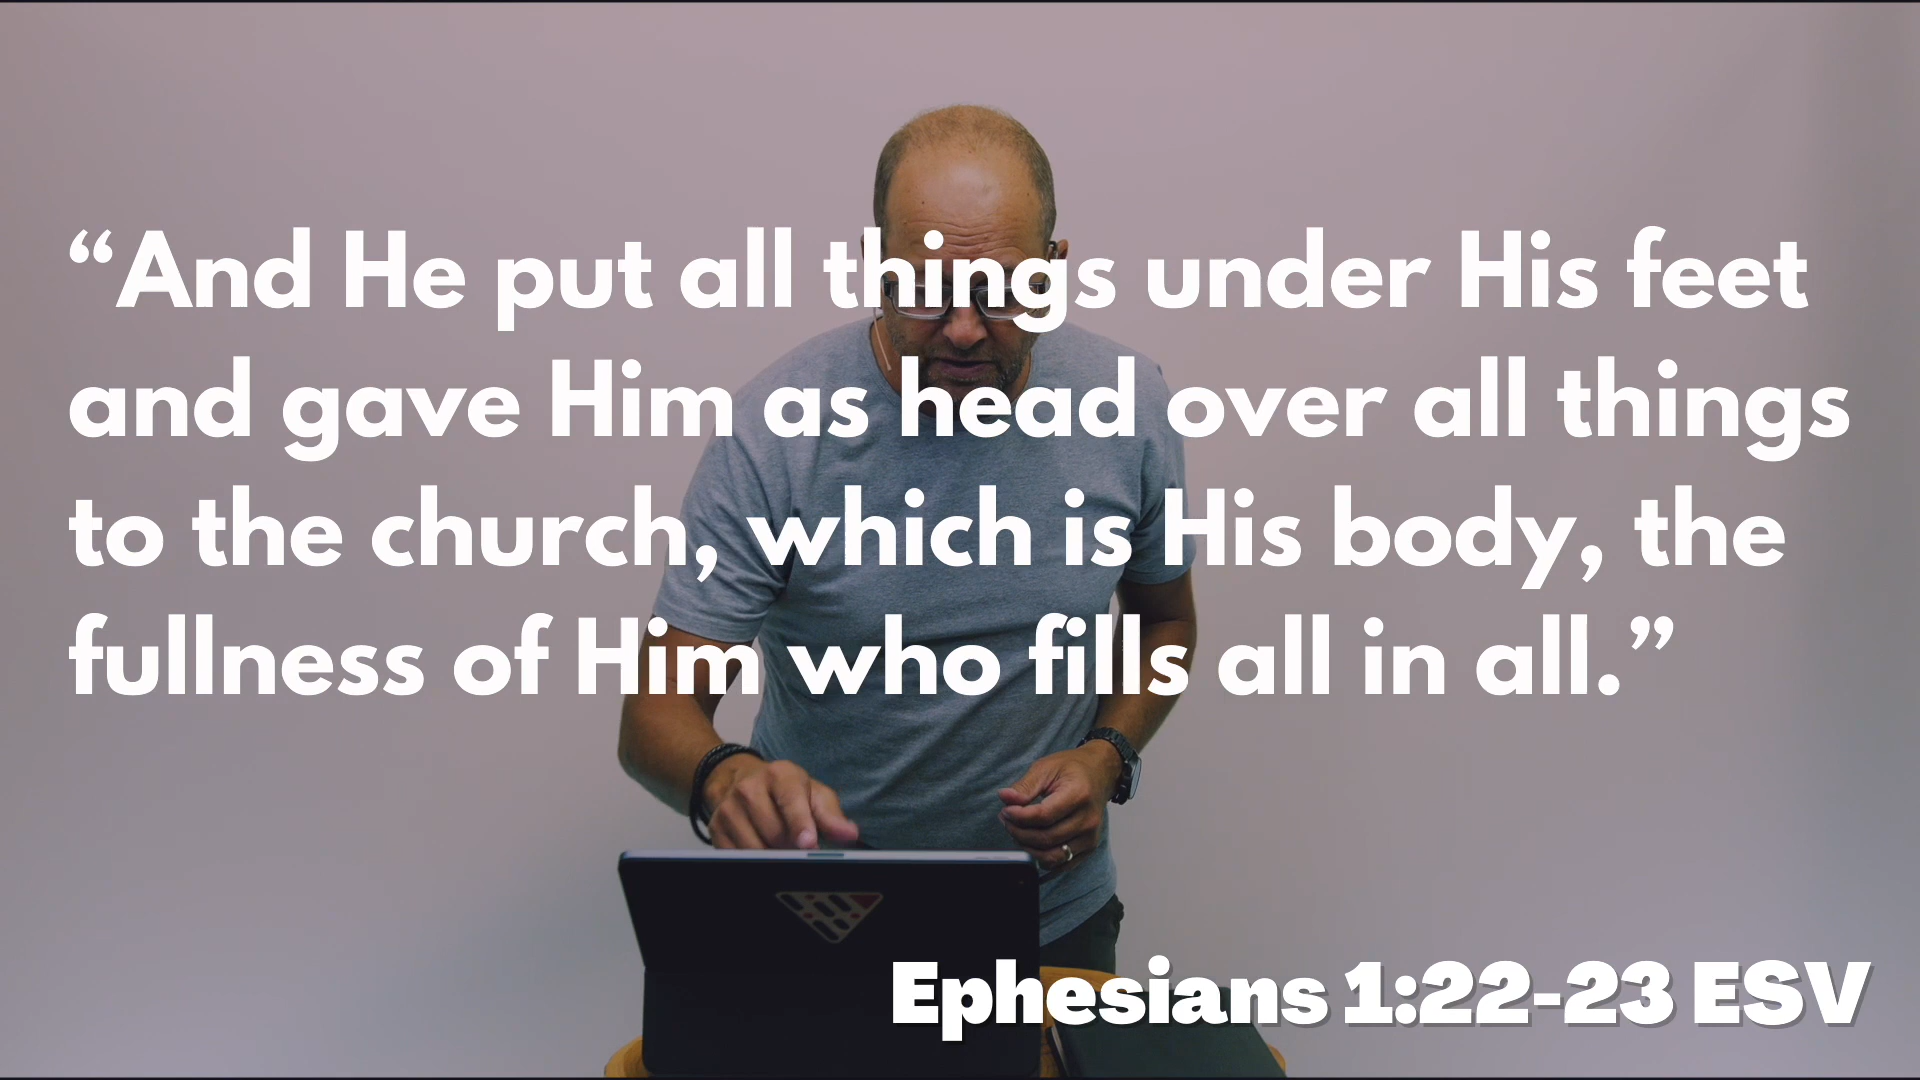 “And He put all things under His feet
and gave Him as head over all things
to the church, which is His body, the
fullness of Him who fills all in all.”
Ephesians 1:22-23 ESV